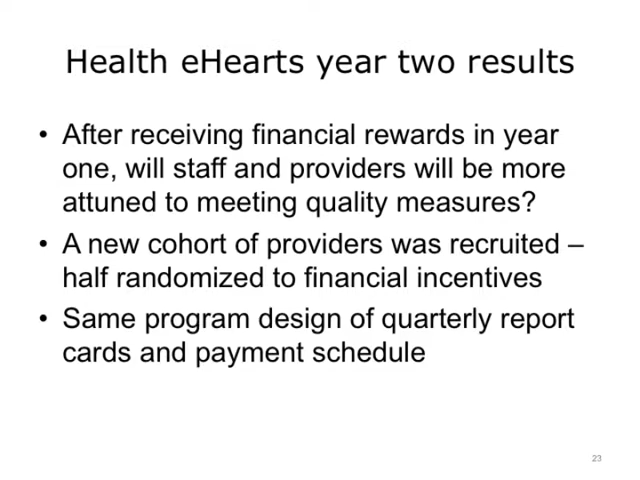 Health eHearts year two results
• After receiving financial rewards in year
one, will staff and providers will be more
attuned to meeting quality measures?
• A new cohort of providers was recruited –
half randomized to financial incentives
• Same program design of quarterly report
cards and payment schedule
23